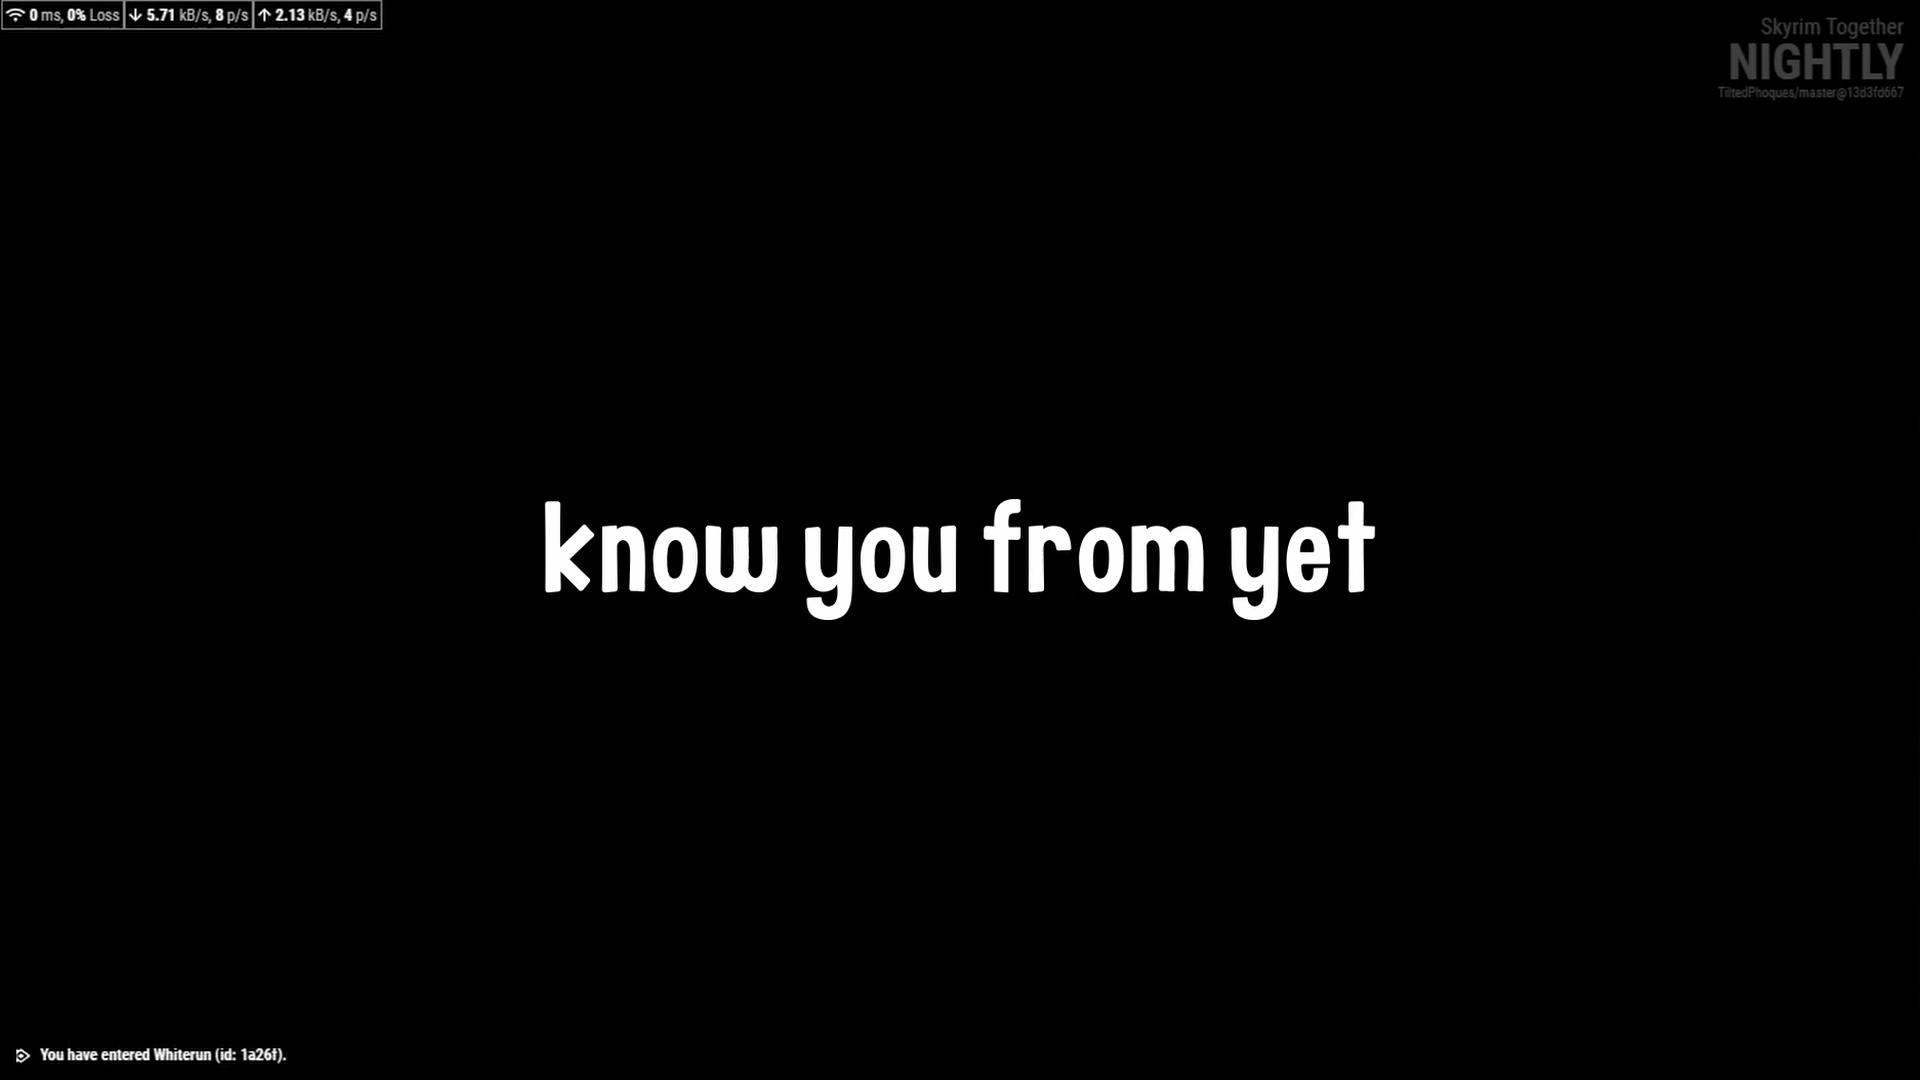 0 ms, 0% Loss 5.71 kB/s, 8 p/s 2.13 kB/s, 4 p/s
Skyrim Together
NIGHTLY
TiltedPhoques/master@13d3fd667
know you from yet
You have entered Whiterun (id: 1a26f).